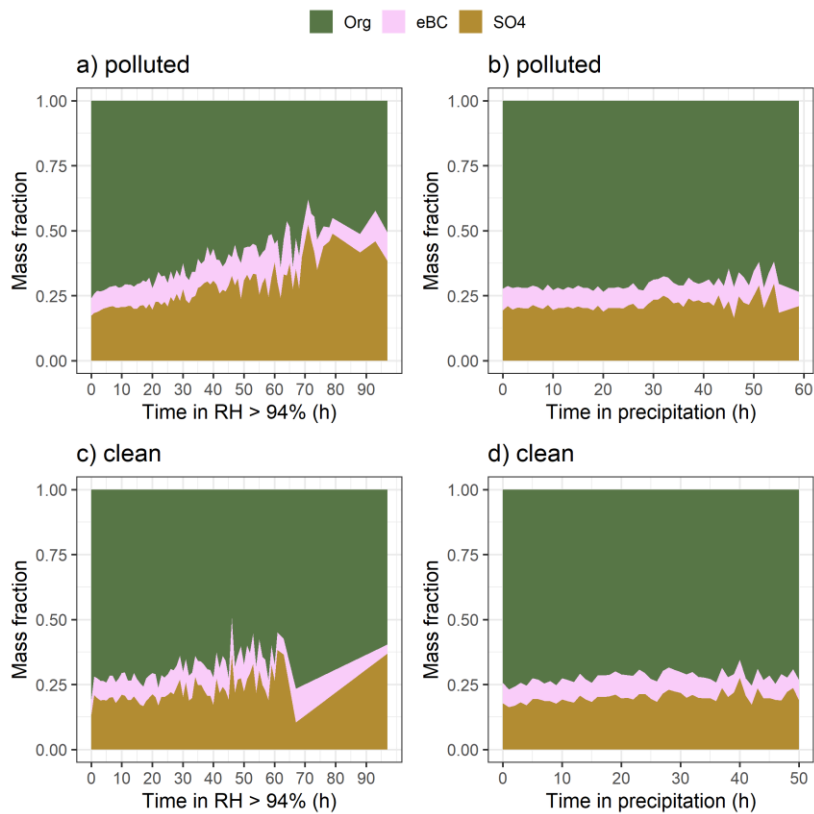 Org eBC SO4
a) polluted
1.00
0.75
0.50
0.25
0.00
Mass fraction
0 10 20 30 40 50 60 70 80 90
Time in RH > 94% (h)
b) polluted
1.00
0.75
0.50
0.25
0.00
Mass fraction
0 10 20 30 40 50 60
Time in precipitation (h)
c) clean
1.00
0.75
0.50
0.25
0.00
Mass fraction
0 10 20 30 40 50 60 70 80 90
Time in RH > 94% (h)
d) clean
1.00
0.75
0.50
0.25
0.00
Mass fraction
0 10 20 30 40 50
Time in precipitation (h)